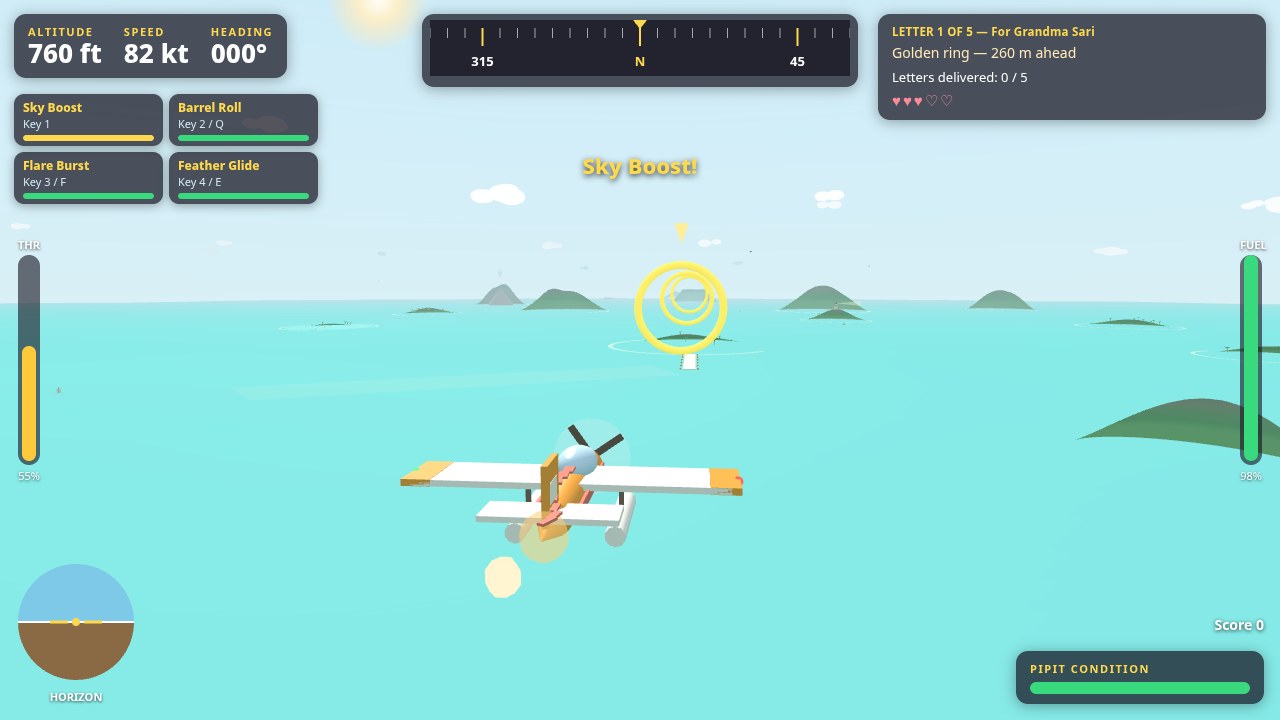 ALTITUDE SPEED HEADING
760 ft 82 kt 000°
315 N 45
LETTER 1 OF 5 — For Grandma Sari
Golden ring — 260 m ahead
Letters delivered: 0 / 5
♥♥♥♡♡
Sky Boost
Key 1
Barrel Roll
Key 2 / Q
Flare Burst
Key 3 / F
Feather Glide
Key 4 / E
Sky Boost!
THR
55%
FUEL
98%
HORIZON
Score 0
PIPIT CONDITION